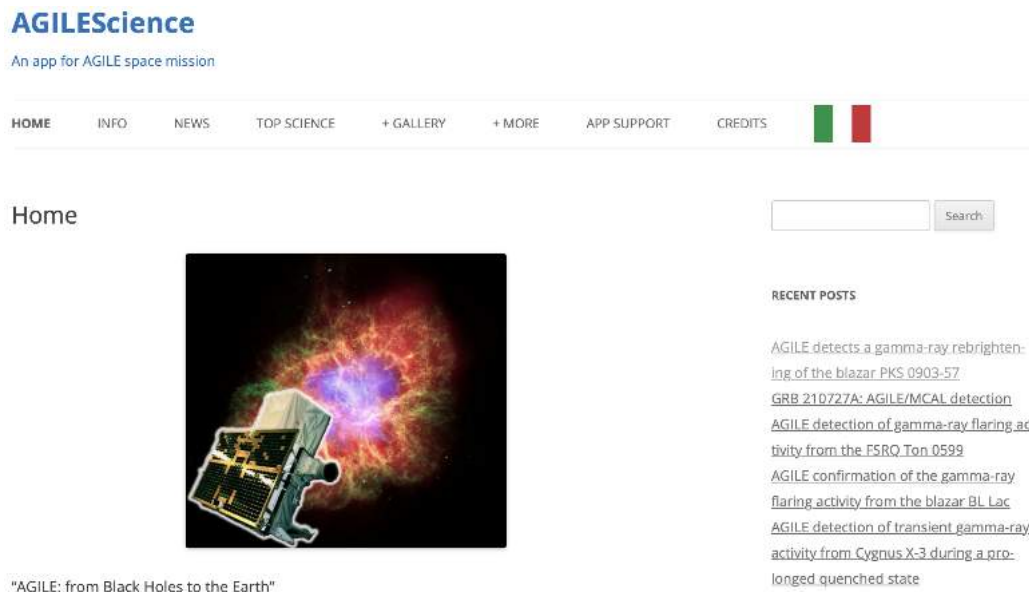 AGILEScience
An app for AGILE space mission
HOME INFO NEWS TOP SCIENCE + GALLERY + MORE APP SUPPORT CREDITS
Home
Search
RECENT POSTS
AGILE detects a gamma-ray rebrighten-
ing of the blazar PKS 0903-57
GRB 210727A: AGILE/MCAL detection
AGILE detection of gamma-ray flaring ac
tivity from the FSRQ Ton 0599
AGILE confirmation of the gamma-ray
flaring activity from the blazar BL Lac
AGILE detection of transient gamma-ray
activity from Cygnus X-3 during a pro-
longed quenched state
"AGILE: from Black Holes to the Earth"